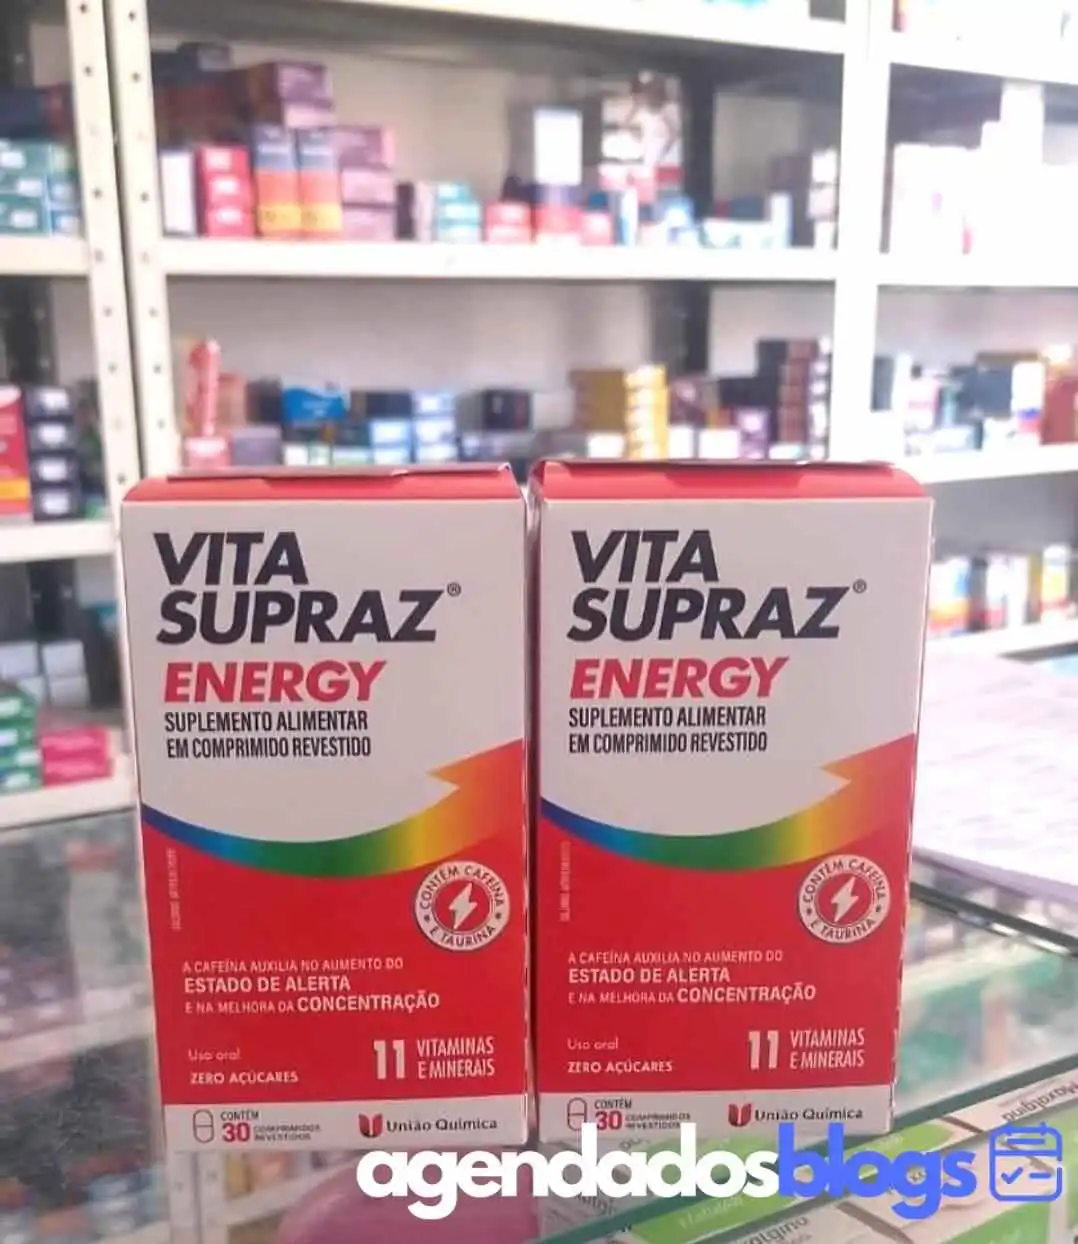 VITA
SUPRAZ®
ENERGY
SUPLEMENTO ALIMENTAR
EM COMPRIMIDO REVESTIDO
CONTÉM CAFEÍNA
E TAURINA
A CAFEÍNA AUXILIA NO AUMENTO DO
ESTADO DE ALERTA
E NA MELHORA DA CONCENTRAÇÃO
Uso oral
ZERO AÇÚCARES
11 VITAMINAS
E MINERAIS
CONTÉM
30 COMPRIMIDOS
REVESTIDOS
União Química
VITA
SUPRAZ®
ENERGY
SUPLEMENTO ALIMENTAR
EM COMPRIMIDO REVESTIDO
CONTÉM CAFEÍNA
E TAURINA
A CAFEÍNA AUXILIA NO AUMENTO DO
ESTADO DE ALERTA
E NA MELHORA DA CONCENTRAÇÃO
Uso oral
ZERO AÇÚCARES
11 VITAMINAS
E MINERAIS
CONTÉM
30 COMPRIMIDOS
REVESTIDOS
União Química
agendadosblogs